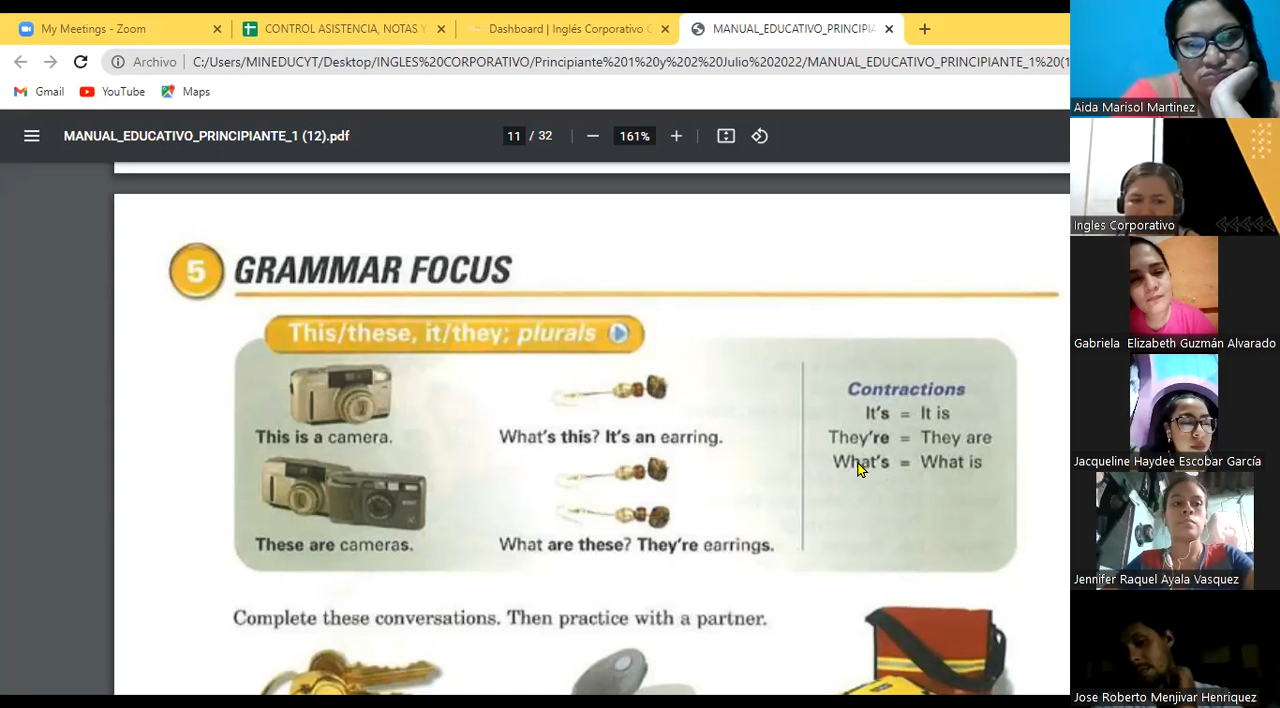 My Meetings - Zoom
CONTROL ASISTENCIA, NOTAS Y
Dashboard | Inglés Corporativo
MANUAL_EDUCATIVO_PRINCIPIA
Archivo
C:/Users/MINEDUCYT/Desktop/INGLES%20CORPORATIVO/Principiante%201%20y%202%20Julio%202022/MANUAL_EDUCATIVO_PRINCIPIANTE_1%20(1
Gmail
YouTube
Maps
MANUAL_EDUCATIVO_PRINCIPIANTE_1 (12).pdf
11 / 32
161%
5 GRAMMAR FOCUS
This/these, it/they; plurals
This is a camera.
What's this? It's an earring.
These are cameras.
What are these? They're earrings.
Contractions
It's = It is
They're = They are
What's = What is
Complete these conversations. Then practice with a partner.
Aida Marisol Martinez
Ingles Corporativo
Gabriela Elizabeth Guzmán Alvarado
Jacqueline Haydee Escobar García
Jennifer Raquel Ayala Vasquez
Jose Roberto Menjivar Henriquez